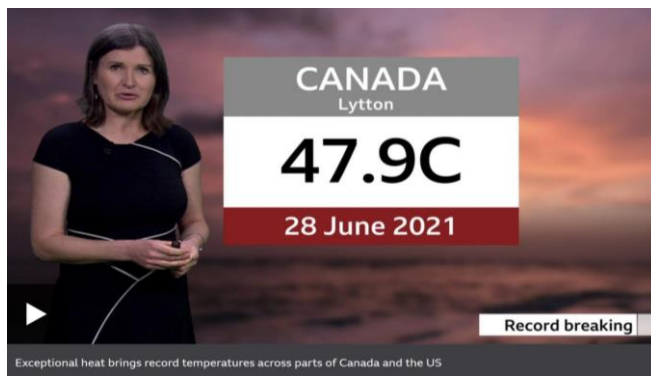 CANADA
Lytton
47.9C
28 June 2021
Record breaking
Exceptional heat brings record temperatures across parts of Canada and the US